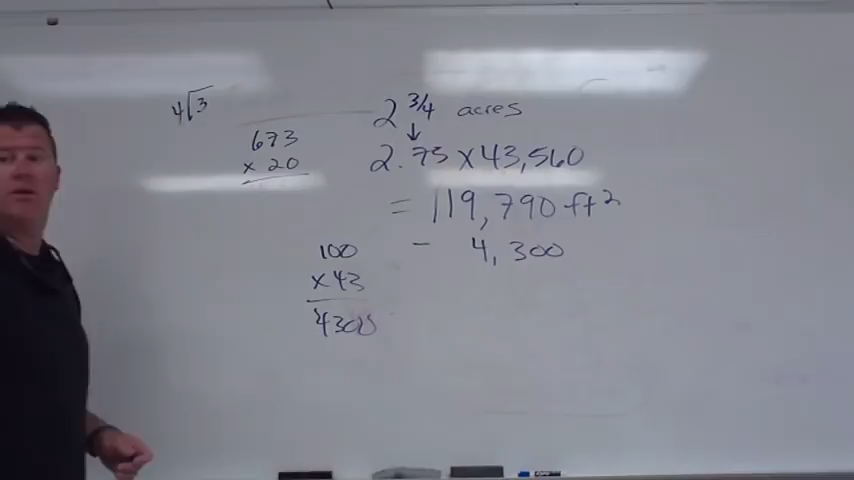 4√3
2 3/4 acres
673
x 20
2.75 x 43,560
= 119,790 ft²
- 4,300
100
x 43
4300